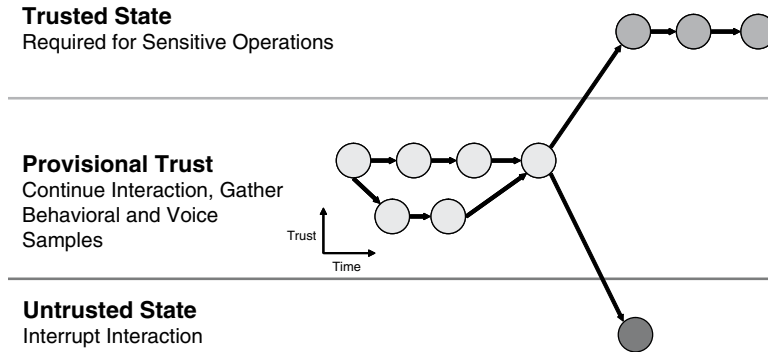 Trusted State
Required for Sensitive Operations
Provisional Trust
Continue Interaction, Gather
Behavioral and Voice
Samples
Trust
Time
Untrusted State
Interrupt Interaction